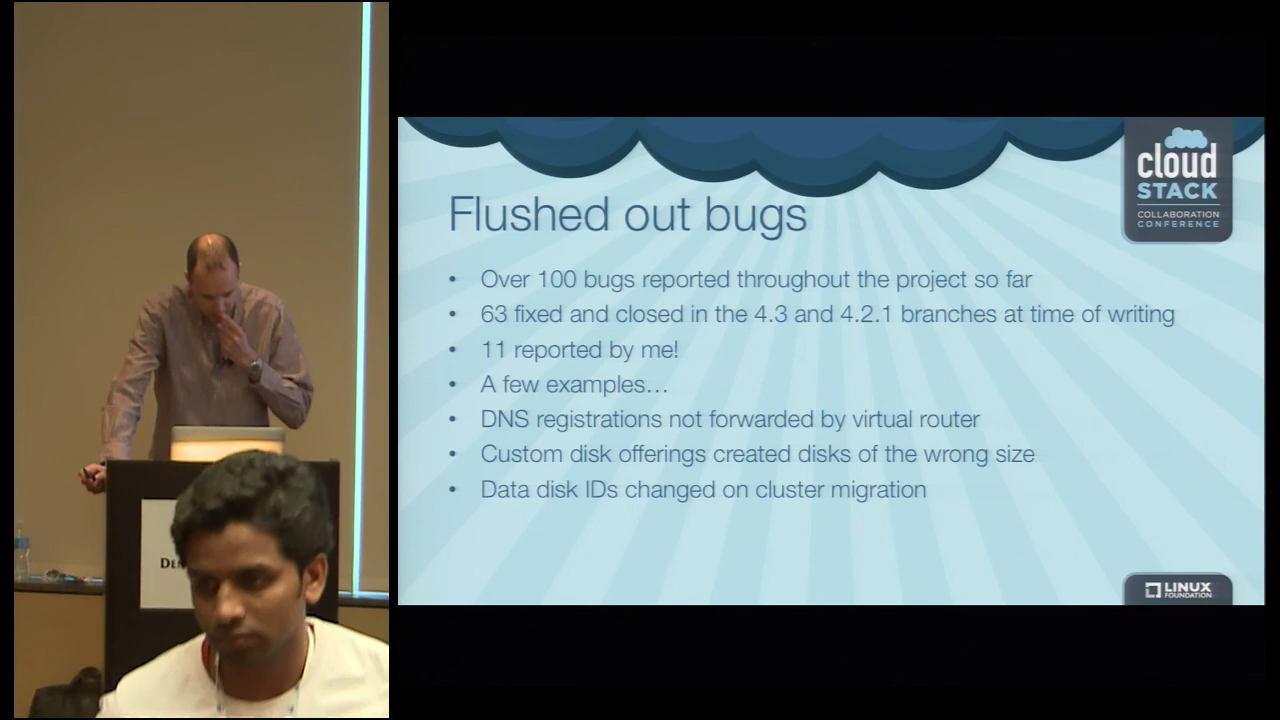 cloud
STACK
COLLABORATION
CONFERENCE
Flushed out bugs
• Over 100 bugs reported throughout the project so far
• 63 fixed and closed in the 4.3 and 4.2.1 branches at time of writing
• 11 reported by me!
• A few examples…
• DNS registrations not forwarded by virtual router
• Custom disk offerings created disks of the wrong size
• Data disk IDs changed on cluster migration
LINUX
FOUNDATION